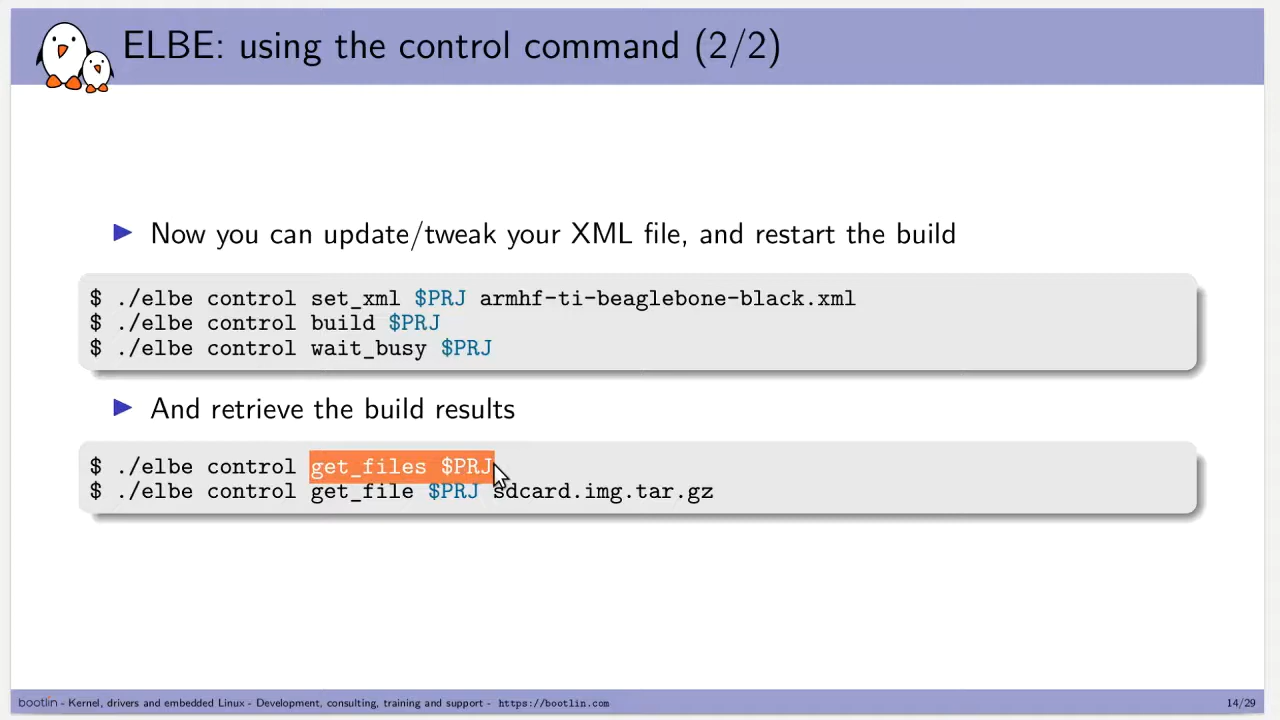 ELBE: using the control command (2/2)
Now you can update/tweak your XML file, and restart the build
$ ./elbe control set_xml $PRJ armhf-ti-beaglebone-black.xml
$ ./elbe control build $PRJ
$ ./elbe control wait_busy $PRJ
And retrieve the build results
$ ./elbe control get_files $PRJ
$ ./elbe control get_file $PRJ sdcard.img.tar.gz
bootlin - Kernel, drivers and embedded Linux - Development, consulting, training and support - https://bootlin.com 14/29